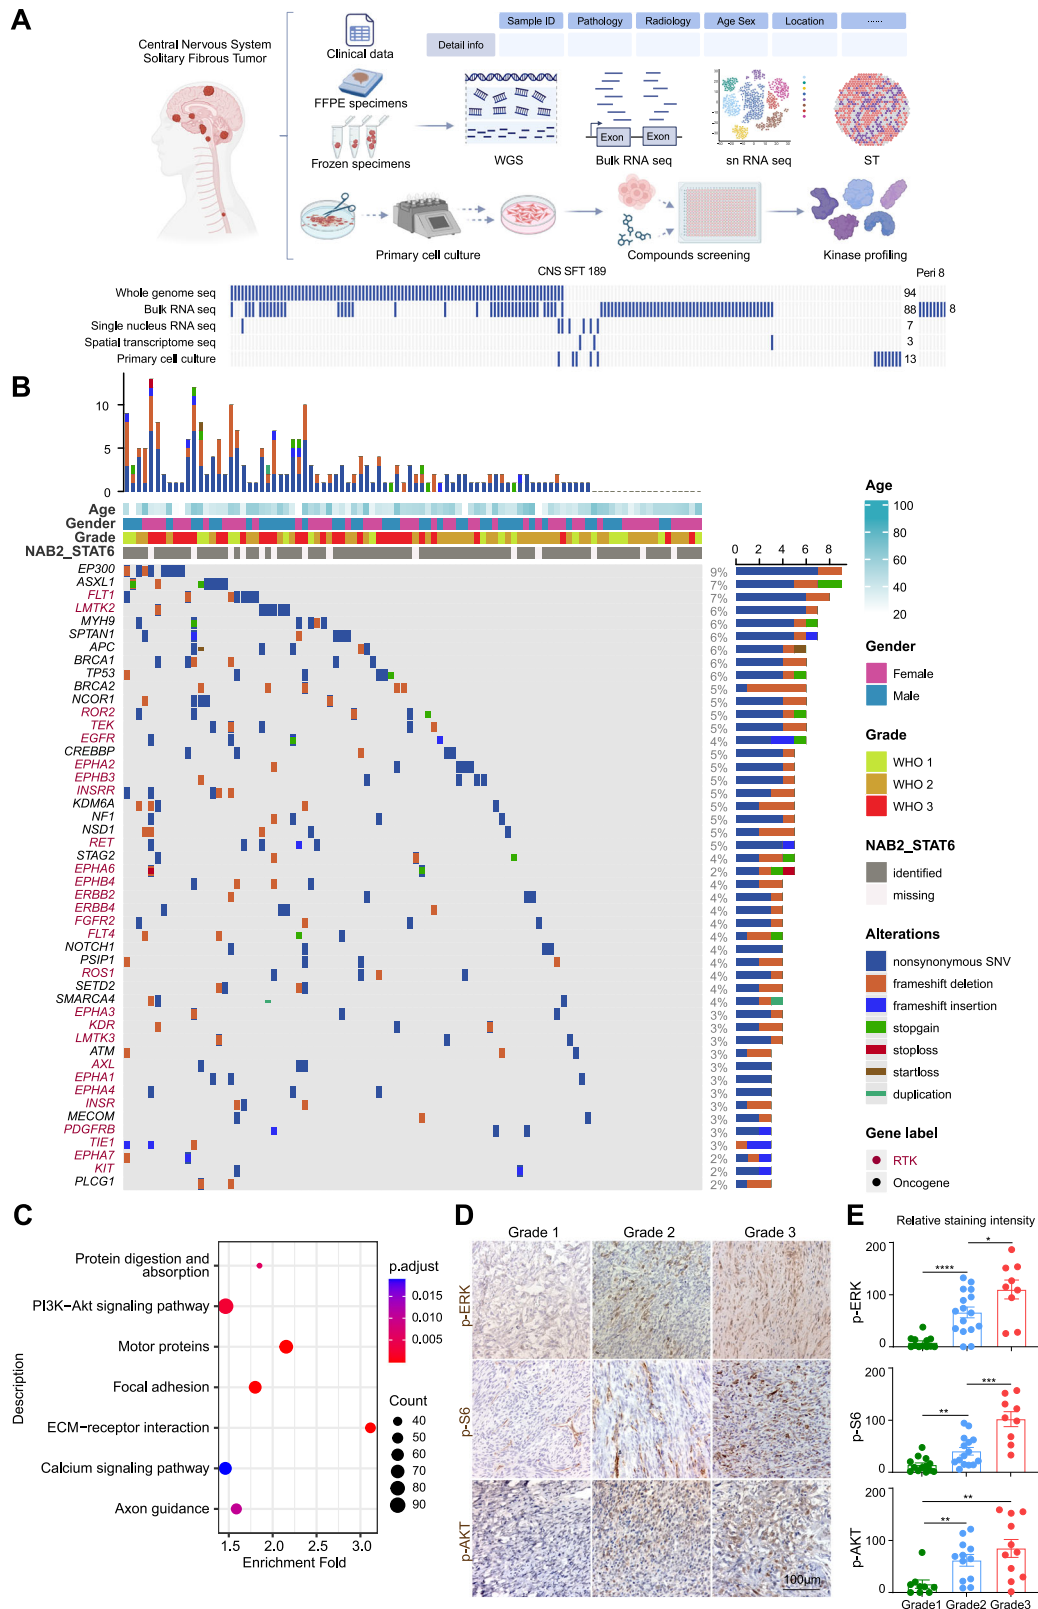 A
Central Nervous System
Solitary Fibrous Tumor
Clinical data
FFPE specimens
Frozen specimens
Sample ID Pathology Radiology Age Sex Location ......
Detail info
Exon Exon
WGS Bulk RNA seq sn RNA seq ST
Primary cell culture Compounds screening Kinase profiling
CNS SFT 189 Peri 8
Whole genome seq 94
Bulk RNA seq 88 8
Single nucleus RNA seq 7
Spatial transcriptome seq 3
Primary cell culture 13
B
10
5
0
Age
Gender
Grade
NAB2_STAT6
0 2 4 6 8
EP300 9%
ASXL1 7%
FLT1 7%
LMTK2 6%
MYH9 6%
SPTAN1 6%
APC 6%
BRCA1 6%
TP53 6%
BRCA2 5%
NCOR1 5%
ROR2 5%
TEK 5%
EGFR 4%
CREBBP 5%
EPHA2 5%
EPHB3 5%
INSRR 5%
KDM6A 5%
NF1 5%
NSD1 5%
RET 5%
STAG2 4%
EPHA6 2%
EPHB4 4%
ERBB2 4%
ERBB4 4%
FGFR2 4%
FLT4 4%
NOTCH1 4%
PSIP1 4%
ROS1 4%
SETD2 4%
SMARCA4 4%
EPHA3 3%
KDR 3%
LMTK3 3%
ATM 3%
AXL 3%
EPHA1 3%
EPHA4 3%
INSR 3%
MECOM 3%
PDGFRB 3%
TIE1 3%
EPHA7 2%
KIT 2%
PLCG1 2%
Age
100
80
60
40
20
Gender
Female
Male
Grade
WHO 1
WHO 2
WHO 3
NAB2_STAT6
identified
missing
Alterations
nonsynonymous SNV
frameshift deletion
frameshift insertion
stopgain
stoploss
startloss
duplication
Gene label
RTK
Oncogene
C
Description
Protein digestion and
absorption
PI3K−Akt signaling pathway
Motor proteins
Focal adhesion
ECM−receptor interaction
Calcium signaling pathway
Axon guidance
1.5 2.0 2.5 3.0
Enrichment Fold
p.adjust
0.015
0.010
0.005
Count
40
50
60
70
80
90
D
Grade 1 Grade 2 Grade 3
p-ERK
p-S6
p-AKT
100μm
E
Relative staining intensity
p-ERK
200
100
0
**** *
p-S6
200
100
0
** ***
p-AKT
200
100
0
** **
Grade1 Grade2 Grade3